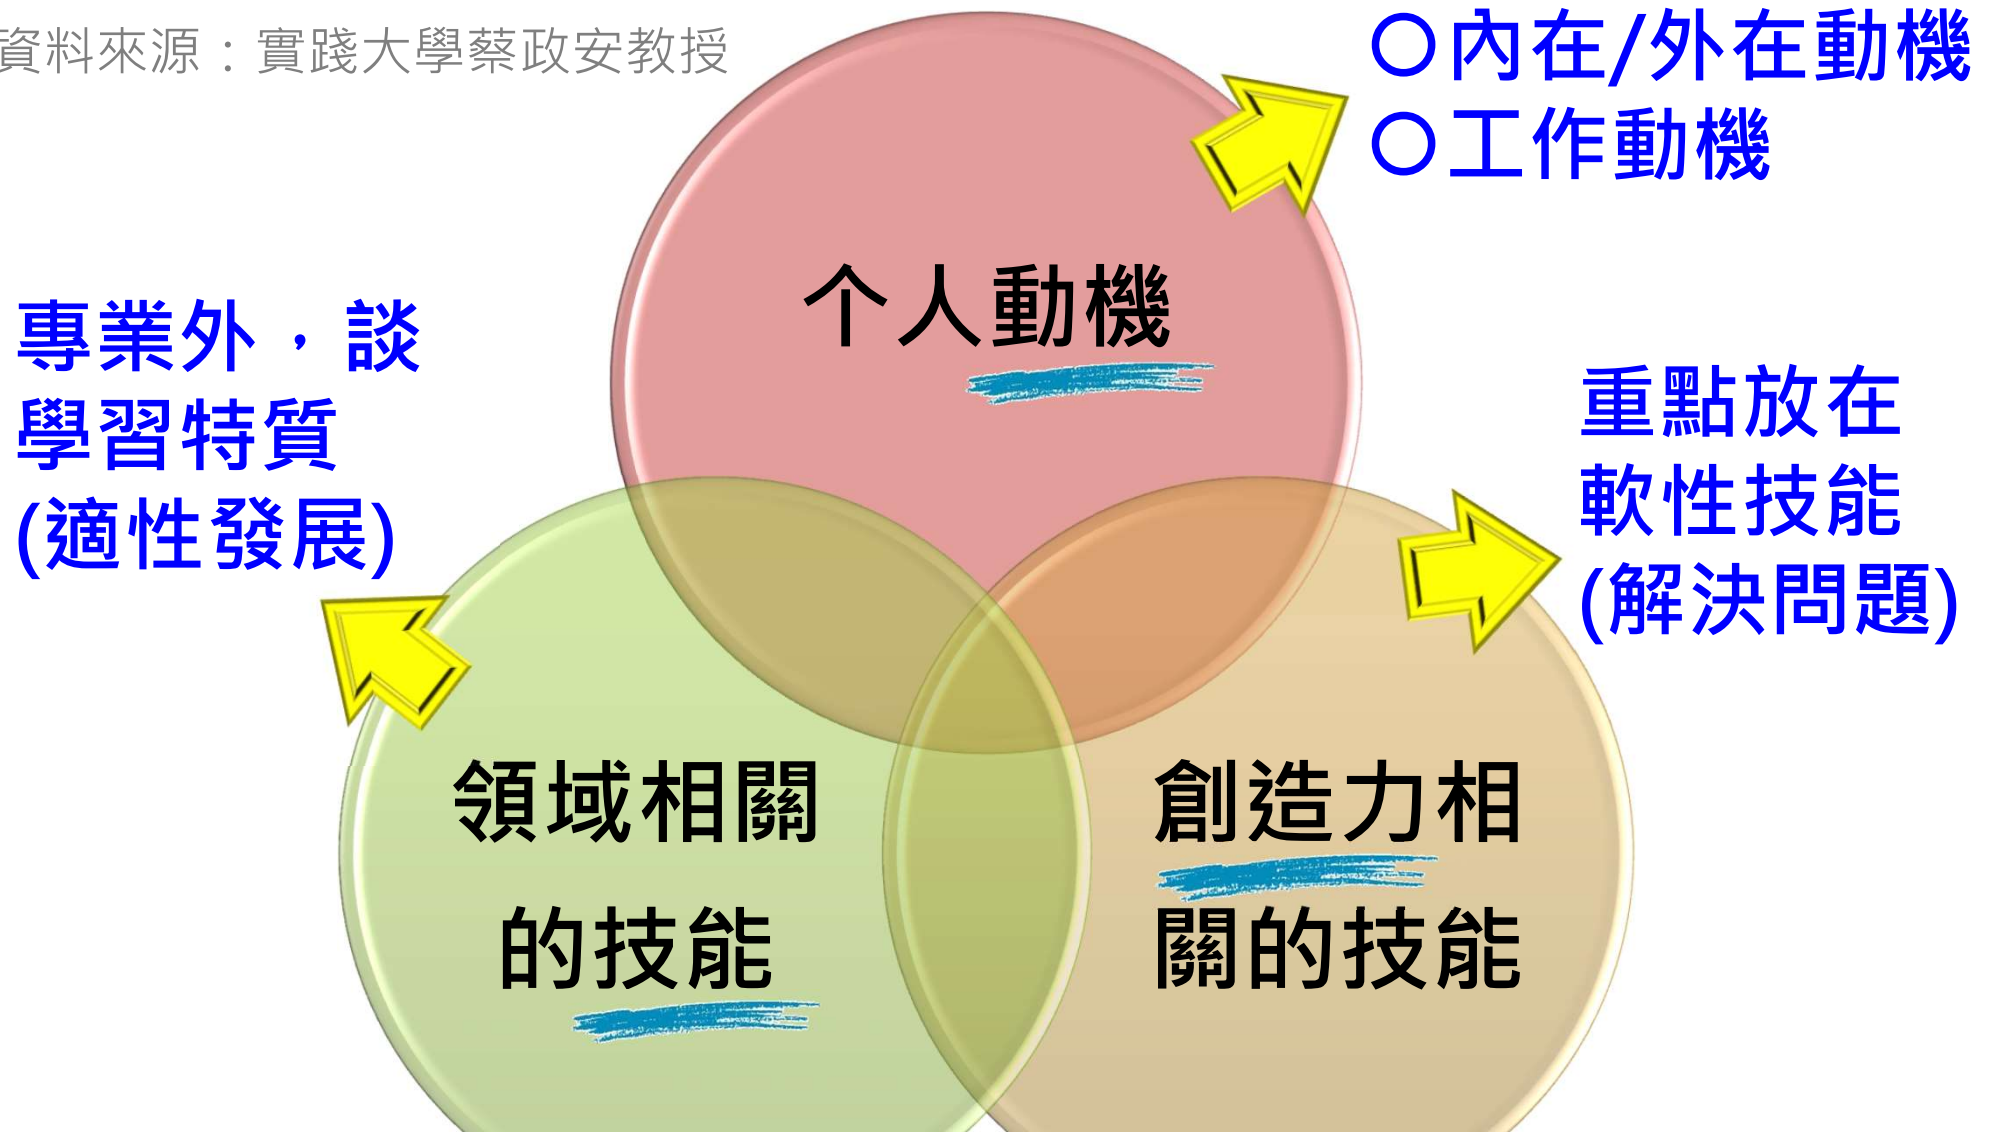 資料來源：實踐大學蔡政安教授
○內在/外在動機
○工作動機
个人動機
專業外，談
學習特質
(適性發展)
重點放在
軟性技能
(解決問題)
領域相關
的技能
創造力相
關的技能